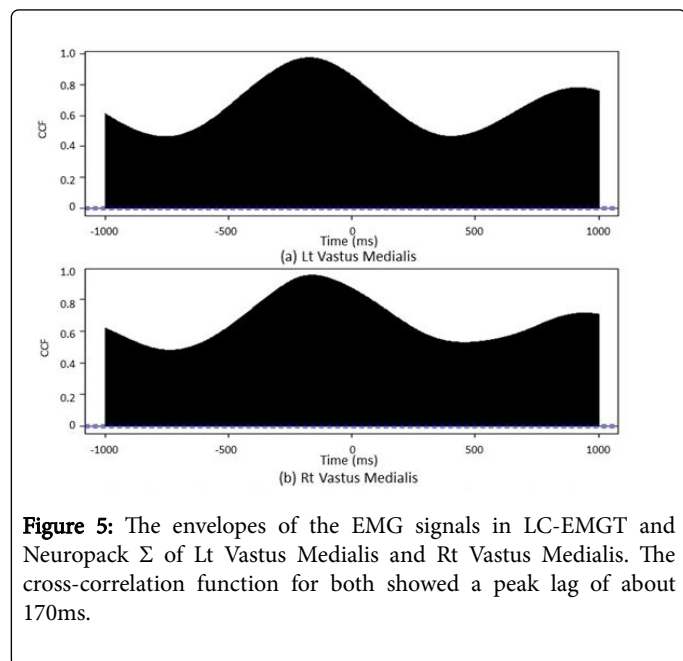 1.0
0.8
0.6
0.4
0.2
0
CCF
-1000 -500 0 500 1000
Time (ms)
(a) Lt Vastus Medialis
1.0
0.8
0.6
0.4
0.2
0
CCF
-1000 -500 0 500 1000
Time (ms)
(b) Rt Vastus Medialis
Figure 5: The envelopes of the EMG signals in LC-EMGT and
Neuropack Σ of Lt Vastus Medialis and Rt Vastus Medialis. The
cross-correlation function for both showed a peak lag of about
170ms.